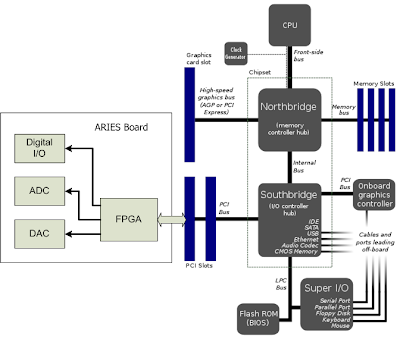 CPU
Clock
Generator
Front-side
bus
Graphics
card slot
Chipset
High-speed
graphics bus
(AGP or PCI
Express)
Northbridge
(memory
controller hub)
Memory
bus
Memory Slots
ARIES Board
Digital
I/O
ADC
DAC
FPGA
Internal
Bus
PCI
Bus
PCI Slots
Southbridge
(I/O controller
hub)
IDE
SATA
USB
Ethernet
Audio Codec
CMOS Memory
PCI
Bus
Onboard
graphics
controller
Cables and
ports leading
off-board
LPC
Bus
Super I/O
Serial Port
Parallel Port
Floppy Disk
Keyboard
Mouse
Flash ROM
(BIOS)